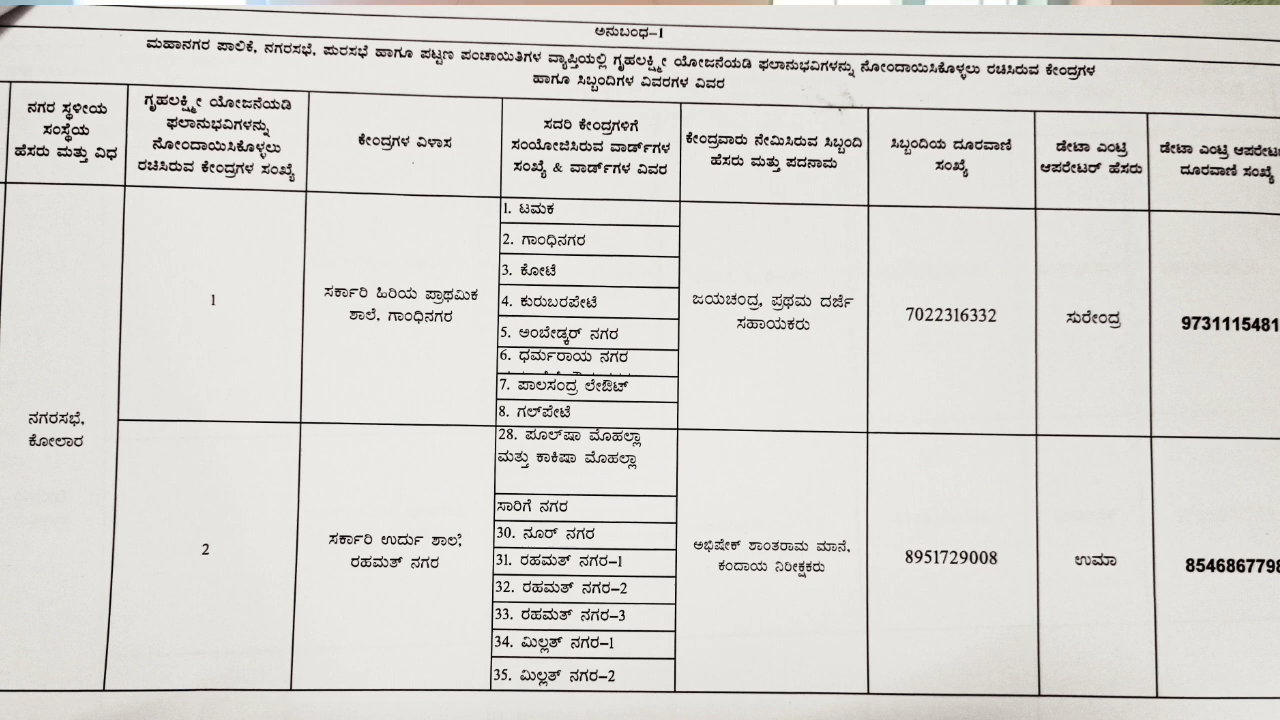 ಅನುಬಂಧ–1
ಮಹಾನಗರ ಪಾಲಿಕೆ, ನಗರಸಭೆ, ಪುರಸಭೆ ಹಾಗೂ ಪಟ್ಟಣ ಪಂಚಾಯಿತಿಗಳ ವ್ಯಾಪ್ತಿಯಲ್ಲಿ ಗೃಹಲಕ್ಷ್ಮೀ ಯೋಜನೆಯಡಿ ಫಲಾನುಭವಿಗಳನ್ನು ನೋಂದಾಯಿಸಿಕೊಳ್ಳಲು ರಚಿಸಿರುವ ಕೇಂದ್ರಗಳ
ಹಾಗೂ ಸಿಬ್ಬಂದಿಗಳ ವಿವರಗಳ ವಿವರ
ನಗರ ಸ್ಥಳೀಯ
ಸಂಸ್ಥೆಯ
ಹೆಸರು ಮತ್ತು ವಿಧ
ಗೃಹಲಕ್ಷ್ಮೀ ಯೋಜನೆಯಡಿ
ಫಲಾನುಭವಿಗಳನ್ನು
ನೋಂದಾಯಿಸಿಕೊಳ್ಳಲು
ರಚಿಸಿರುವ ಕೇಂದ್ರಗಳ ಸಂಖ್ಯೆ
ಕೇಂದ್ರಗಳ ವಿಳಾಸ
ಸದರಿ ಕೇಂದ್ರಗಳಿಗೆ
ಸಂಯೋಜಿಸಿರುವ ವಾರ್ಡ್‌ಗಳ
ಸಂಖ್ಯೆ & ವಾರ್ಡ್‌ಗಳ ವಿವರ
ಕೇಂದ್ರವಾರು ನೇಮಿಸಿರುವ ಸಿಬ್ಬಂದಿ
ಹೆಸರು ಮತ್ತು ಪದನಾಮ
ಸಿಬ್ಬಂದಿಯ ದೂರವಾಣಿ
ಸಂಖ್ಯೆ
ಡೇಟಾ ಎಂಟ್ರಿ
ಆಪರೇಟರ್ ಹೆಸರು
ಡೇಟಾ ಎಂಟ್ರಿ ಆಪರೇಟರ್
ದೂರವಾಣಿ ಸಂಖ್ಯೆ
ನಗರಸಭೆ,
ಕೋಲಾರ
1
ಸರ್ಕಾರಿ ಹಿರಿಯ ಪ್ರಾಥಮಿಕ
ಶಾಲೆ, ಗಾಂಧಿನಗರ
1. ಟಮಕ
2. ಗಾಂಧಿನಗರ
3. ಕೋಟೆ
4. ಕುರುಬರಪೇಟೆ
5. ಅಂಬೇಡ್ಕರ್ ನಗರ
6. ಧರ್ಮರಾಯ ನಗರ
7. ಪಾಲಸಂದ್ರ ಲೇಔಟ್
8. ಗಲ್‌ಪೇಟೆ
ಜಯಚಂದ್ರ, ಪ್ರಥಮ ದರ್ಜೆ
ಸಹಾಯಕರು
7022316332
ಸುರೇಂದ್ರ
9731115481
2
ಸರ್ಕಾರಿ ಉರ್ದು ಶಾಲೆ,
ರಹಮತ್ ನಗರ
28. ಪೂಲ್‌ಷಾ ಮೊಹಲ್ಲಾ
ಮತ್ತು ಕಾಕಿಷಾ ಮೊಹಲ್ಲಾ
ಸಾರಿಗೆ ನಗರ
30. ನೂರ್ ನಗರ
31. ರಹಮತ್ ನಗರ–1
32. ರಹಮತ್ ನಗರ–2
33. ರಹಮತ್ ನಗರ–3
34. ಮಿಲ್ಲತ್ ನಗರ–1
35. ಮಿಲ್ಲತ್ ನಗರ–2
ಅಭಿಷೇಕ್ ಶಾಂತರಾಮ ಮಾನೆ,
ಕಂದಾಯ ನಿರೀಕ್ಷಕರು
8951729008
ಉಮಾ
8546867798